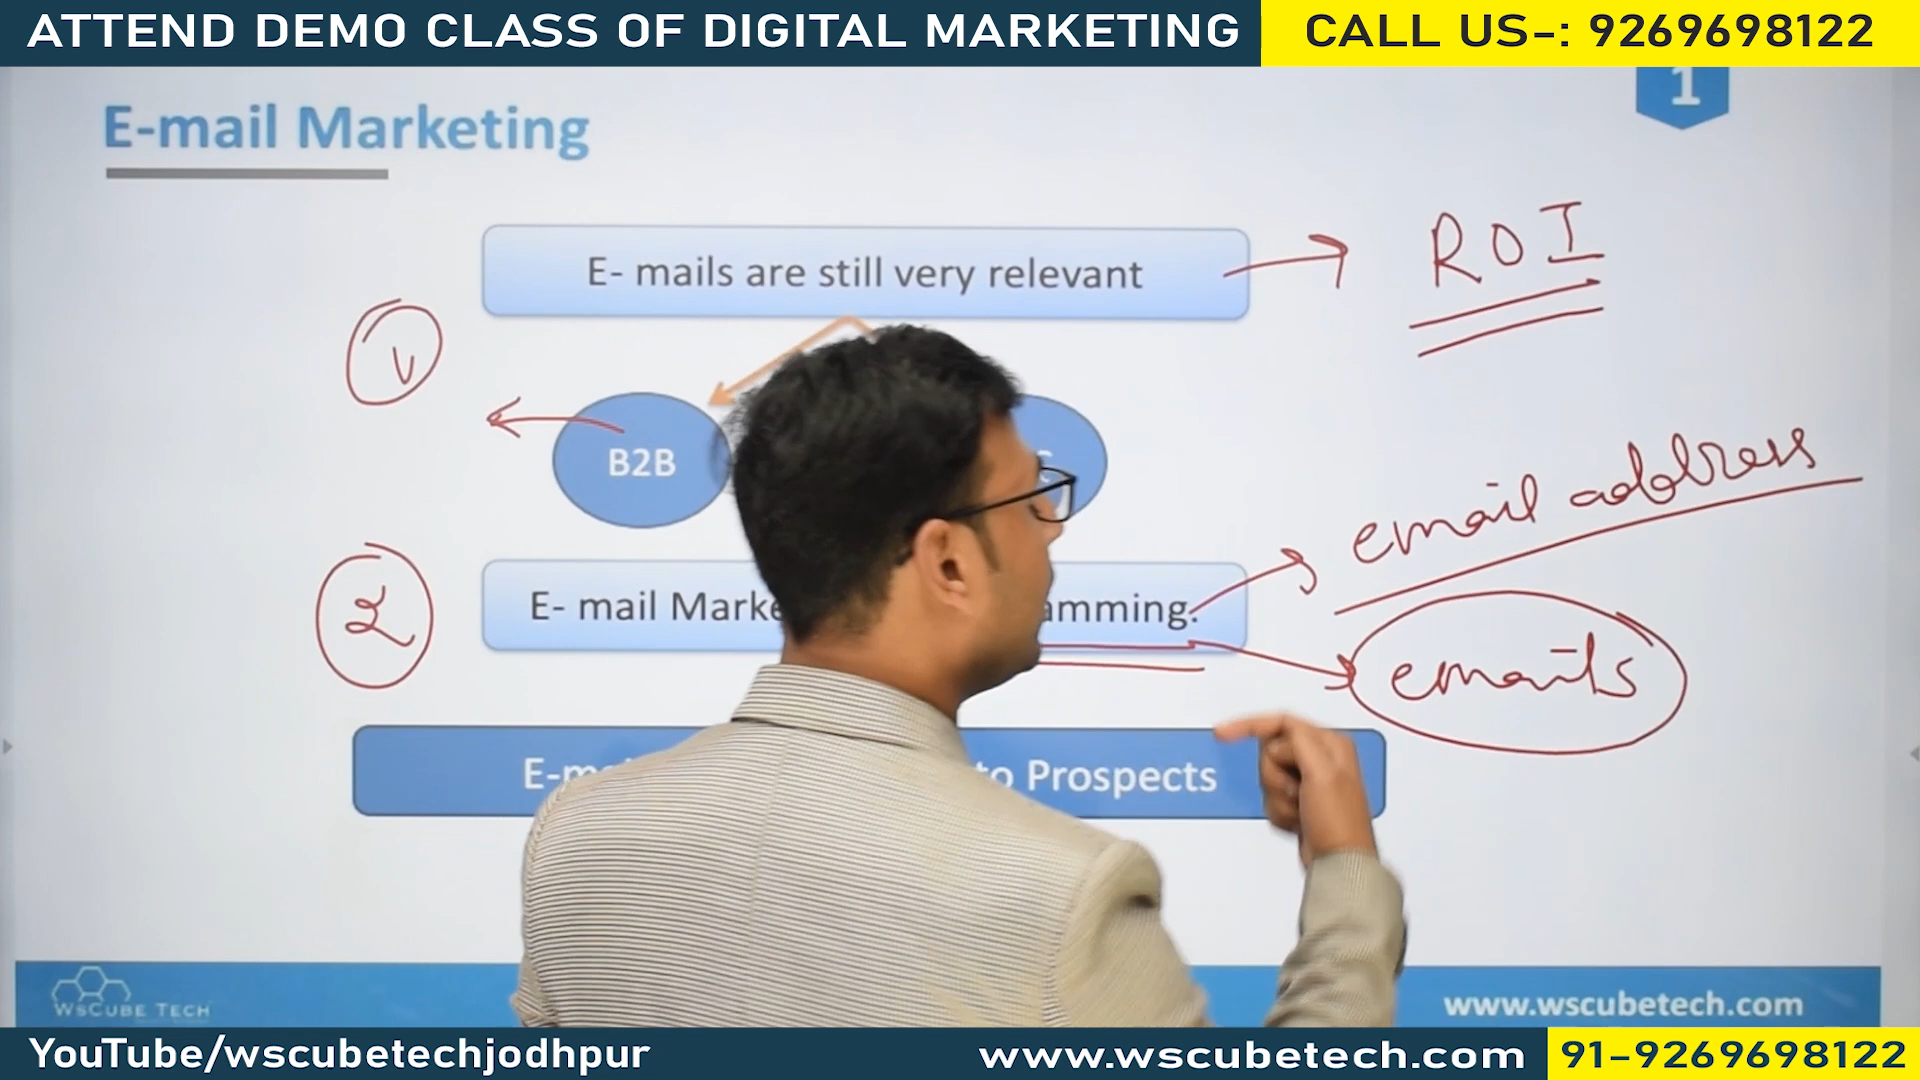 ATTEND DEMO CLASS OF DIGITAL MARKETING
CALL US-: 9269698122
1
E-mail Marketing
E- mails are still very relevant
ROI
B2B
email address
2
E- mail Marke
amming.
emails
to Prospects
WsCube Tech
www.wscubetech.com
YouTube/wscubetechjodhpur
www.wscubetech.com
91-9269698122